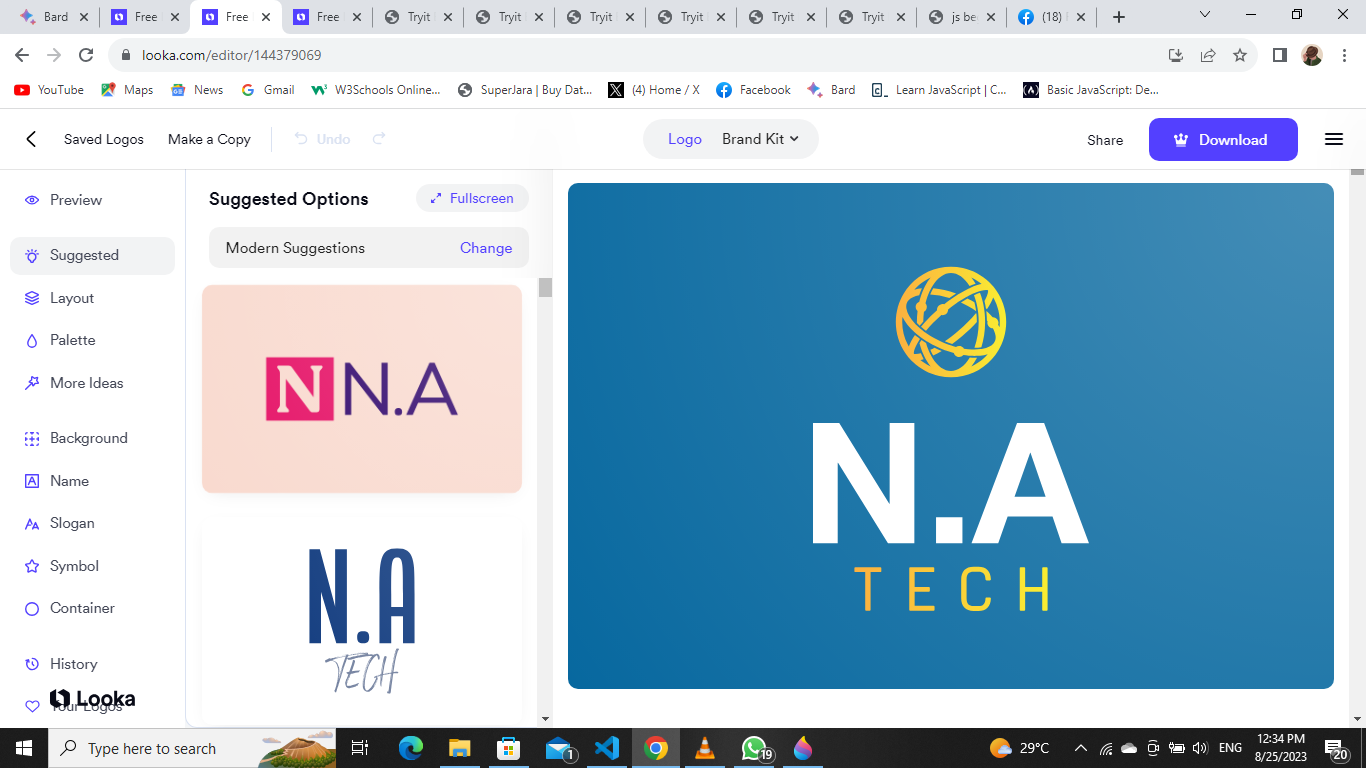 Bard
Free
Free
Free
Tryit
Tryit
Tryit
Tryit
Tryit
Tryit
js be
(18)
looka.com/editor/144379069
YouTube Maps News Gmail W3Schools Online... SuperJara | Buy Dat... (4) Home / X Facebook Bard Learn JavaScript | C... Basic JavaScript: De...
Saved Logos Make a Copy Undo Logo Brand Kit Share Download
Preview
Suggested
Layout
Palette
More Ideas
Background
Name
Slogan
Symbol
Container
History
Your Logos
Looka
Suggested Options Fullscreen
Modern Suggestions Change
N N.A
N.A
TECH
N.A
TECH
Type here to search
1
19
29°C
ENG
12:34 PM
8/25/2023
20